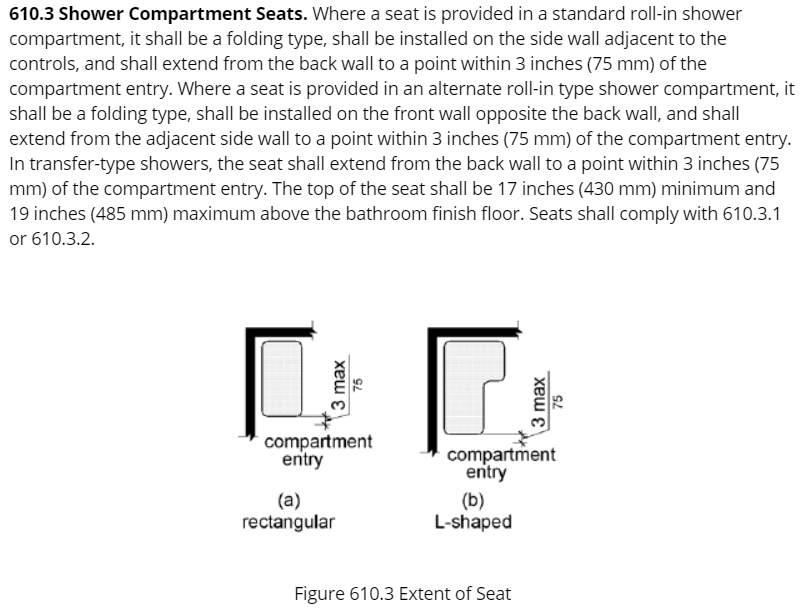 610.3 Shower Compartment Seats. Where a seat is provided in a standard roll-in shower
compartment, it shall be a folding type, shall be installed on the side wall adjacent to the
controls, and shall extend from the back wall to a point within 3 inches (75 mm) of the
compartment entry. Where a seat is provided in an alternate roll-in type shower compartment, it
shall be a folding type, shall be installed on the front wall opposite the back wall, and shall
extend from the adjacent side wall to a point within 3 inches (75 mm) of the compartment entry.
In transfer-type showers, the seat shall extend from the back wall to a point within 3 inches (75
mm) of the compartment entry. The top of the seat shall be 17 inches (430 mm) minimum and
19 inches (485 mm) maximum above the bathroom finish floor. Seats shall comply with 610.3.1
or 610.3.2.
3 max
75
compartment
entry
(a)
rectangular
3 max
75
compartment
entry
(b)
L-shaped
Figure 610.3 Extent of Seat